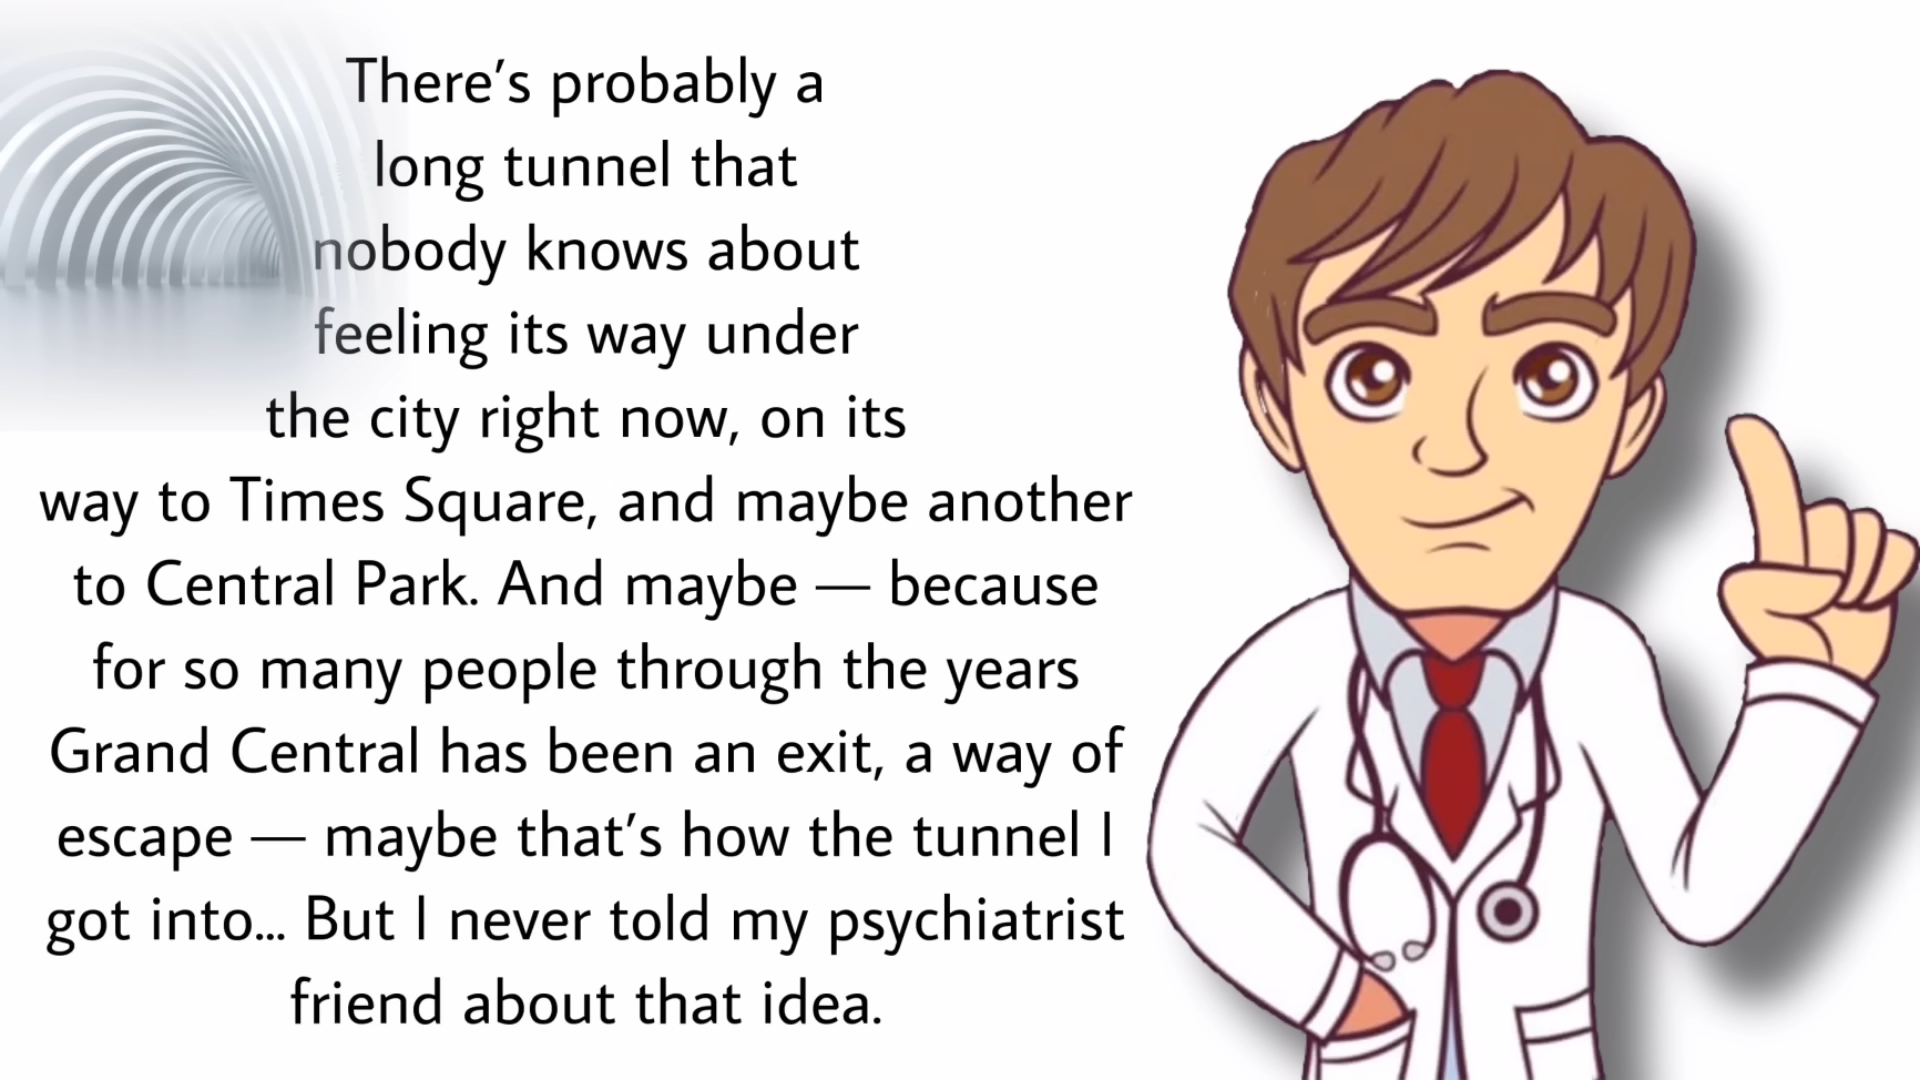 There’s probably a
long tunnel that
nobody knows about
feeling its way under
the city right now, on its
way to Times Square, and maybe another
to Central Park. And maybe — because
for so many people through the years
Grand Central has been an exit, a way of
escape — maybe that’s how the tunnel I
got into... But I never told my psychiatrist
friend about that idea.